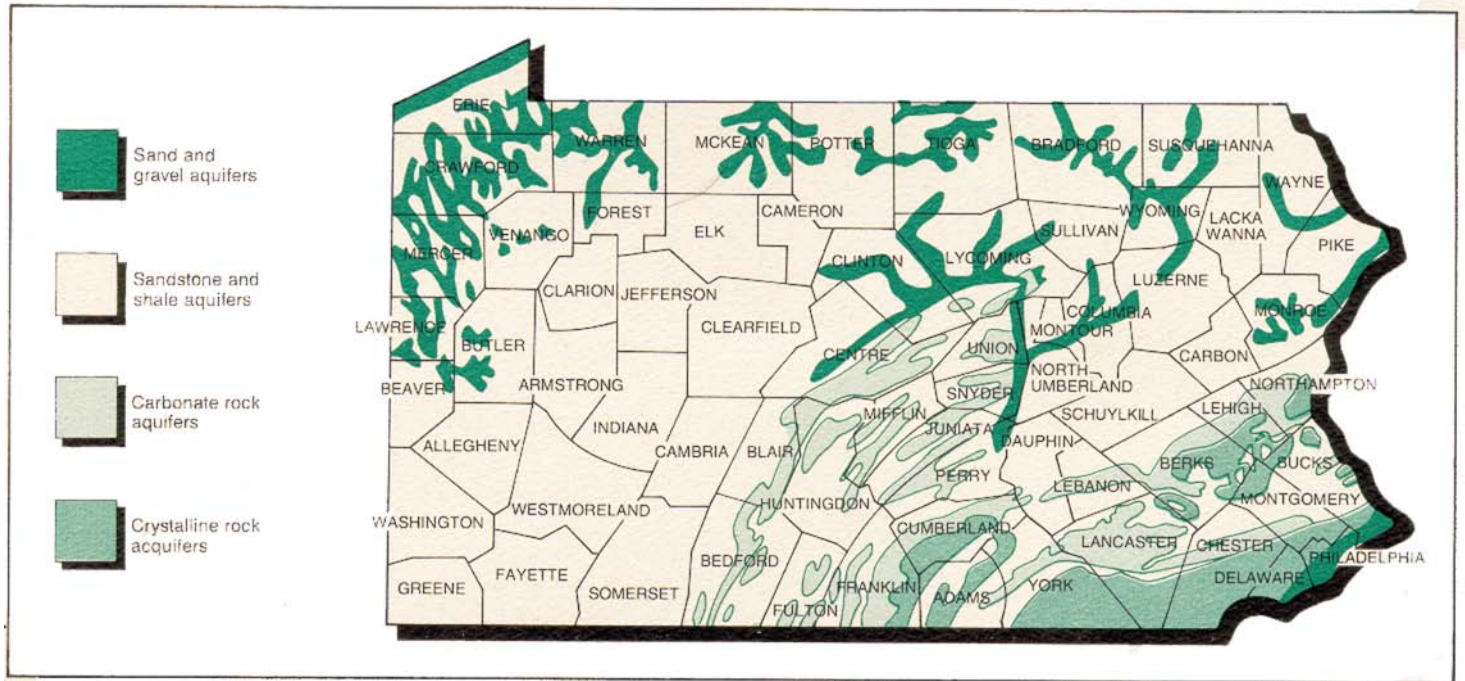 Sand and
gravel aquifers
Sandstone and
shale aquifers
Carbonate rock
aquifers
Crystalline rock
acquifers
ERIE
CRAWFORD
WARREN
MCKEAN
POTTER
TIOGA
BRADFORD
SUSQUEHANNA
WAYNE
FOREST
VENANGO
MERCER
ELK
CAMERON
CLINTON
LYCOMING
SULLIVAN
WYOMING
LACKA
WANNA
PIKE
CLARION
JEFFERSON
CLEARFIELD
LUZERNE
COLUMBIA
MONTOUR
MONROE
LAWRENCE
BUTLER
CENTRE
UNION
CARBON
BEAVER
ARMSTRONG
SNYDER
NORTH
UMBERLAND
NORTHAMPTON
LEHIGH
MIFFLIN
SCHUYLKILL
ALLEGHENY
INDIANA
CAMBRIA
BLAIR
JUNIATA
DAUPHIN
BERKS
BUCKS
PERRY
LEBANON
MONTGOMERY
HUNTINGDON
WASHINGTON
WESTMORELAND
CUMBERLAND
LANCASTER
CHESTER
PHILADELPHIA
BEDFORD
GREENE
FAYETTE
SOMERSET
FULTON
FRANKLIN
ADAMS
YORK
DELAWARE